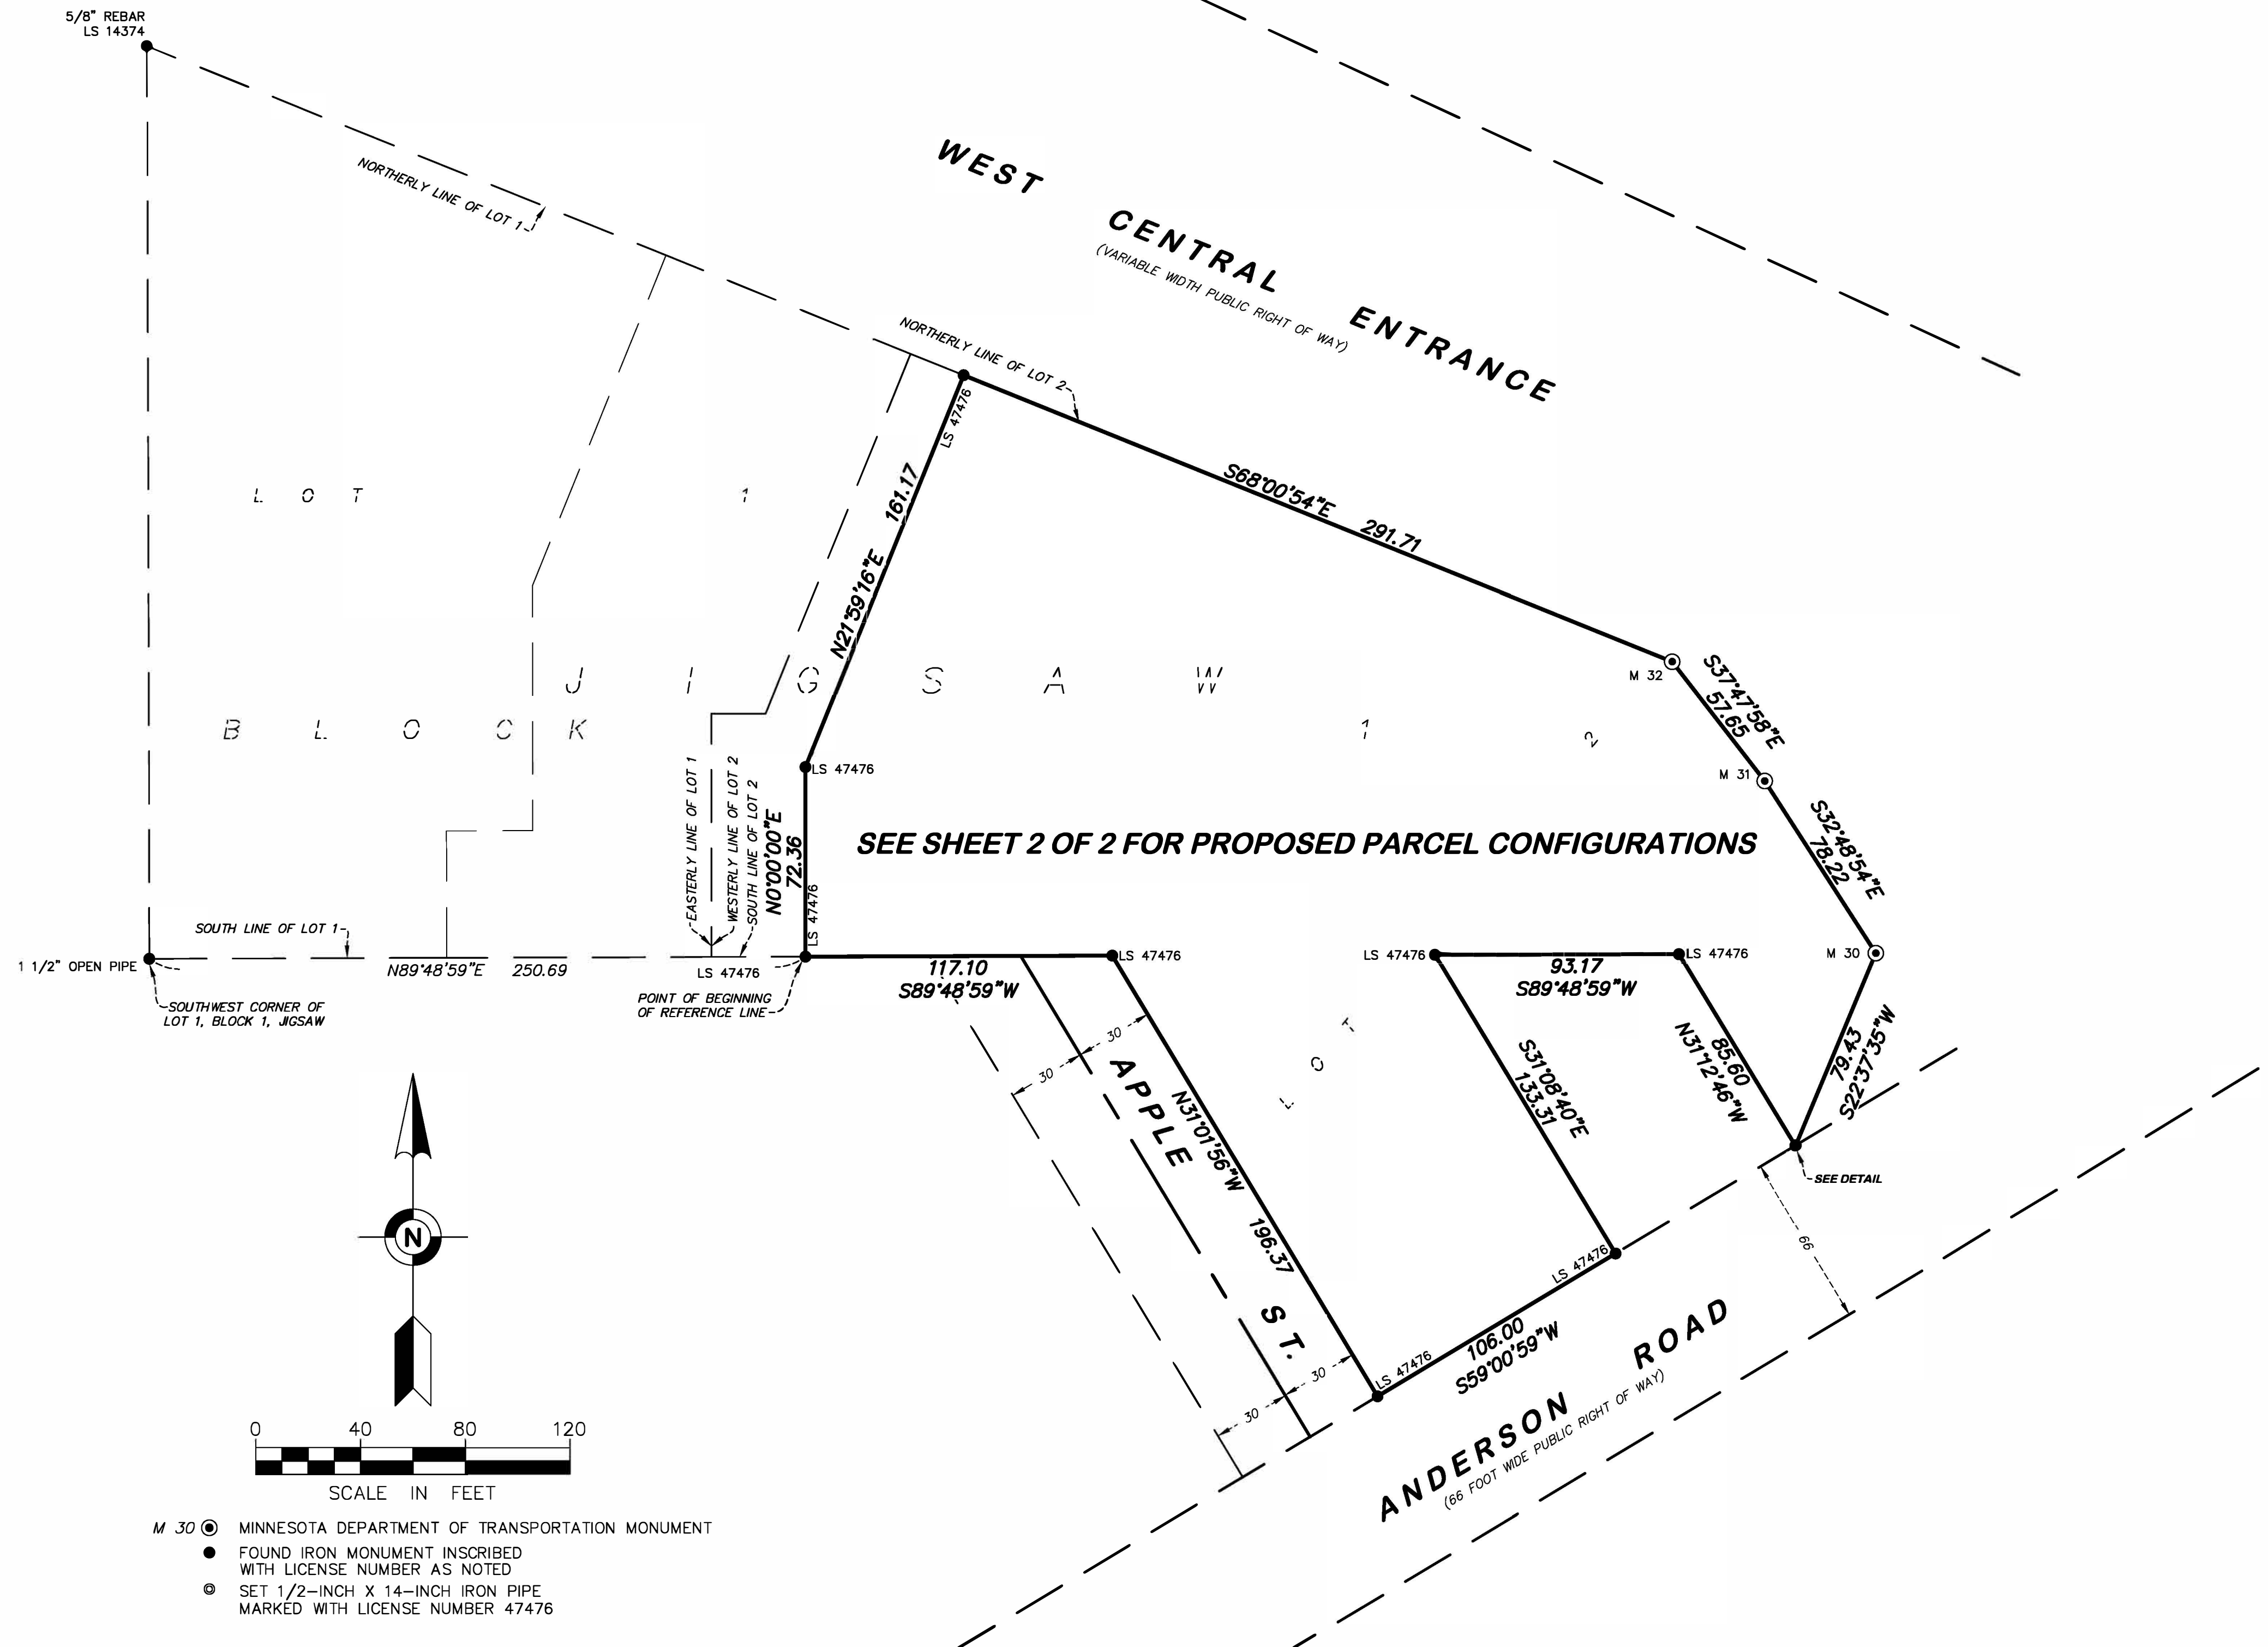 5/8" REBAR
LS 14374
NORTHERLY LINE OF LOT 1
WEST CENTRAL ENTRANCE
(VARIABLE WIDTH PUBLIC RIGHT OF WAY)
NORTHERLY LINE OF LOT 2
LS 47476
N21°59'16"E 161.17
S68°00'54"E 291.71
LOT 1
M 32
S37°47'58"E
57.65
JIGSAW
BLOCK 1
2
LS 47476
M 31
EASTERLY LINE OF LOT 1
WESTERLY LINE OF LOT 2
SOUTH LINE OF LOT 2
N0°00'00"E
72.36
LS 47476
SEE SHEET 2 OF 2 FOR PROPOSED PARCEL CONFIGURATIONS
S32°48'54"E
78.22
SOUTH LINE OF LOT 1
1 1/2" OPEN PIPE
N89°48'59"E 250.69
LS 47476
117.10
S89°48'59"W
LS 47476
LS 47476
93.17
S89°48'59"W
LS 47476
M 30
SOUTHWEST CORNER OF
LOT 1, BLOCK 1, JIGSAW
POINT OF BEGINNING
OF REFERENCE LINE
30
30
APPLE ST.
N31°01'56"W 196.37
LOT
S31°08'40"E
133.31
85.60
N31°12'46"W
79.43
S22°37'35"W
SEE DETAIL
66
LS 47476
LS 47476
106.00
S59°00'59"W
30
30
ANDERSON ROAD
(66 FOOT WIDE PUBLIC RIGHT OF WAY)
N
0 40 80 120
SCALE IN FEET
M 30 MINNESOTA DEPARTMENT OF TRANSPORTATION MONUMENT
FOUND IRON MONUMENT INSCRIBED
WITH LICENSE NUMBER AS NOTED
SET 1/2-INCH X 14-INCH IRON PIPE
MARKED WITH LICENSE NUMBER 47476